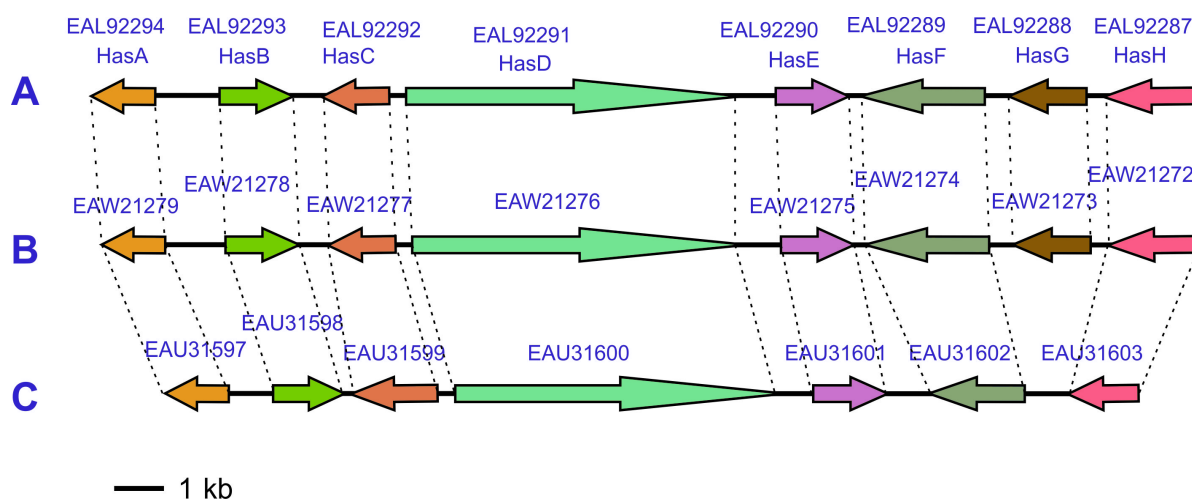 EAL92294 EAL92293 EAL92292 EAL92291 EAL92290 EAL92289 EAL92288 EAL92287
HasA HasB HasC HasD HasE HasF HasG HasH
A
EAW21279 EAW21278 EAW21277 EAW21276 EAW21275 EAW21274 EAW21273 EAW21272
B
EAU31597 EAU31598 EAU31599 EAU31600 EAU31601 EAU31602 EAU31603
C
1 kb